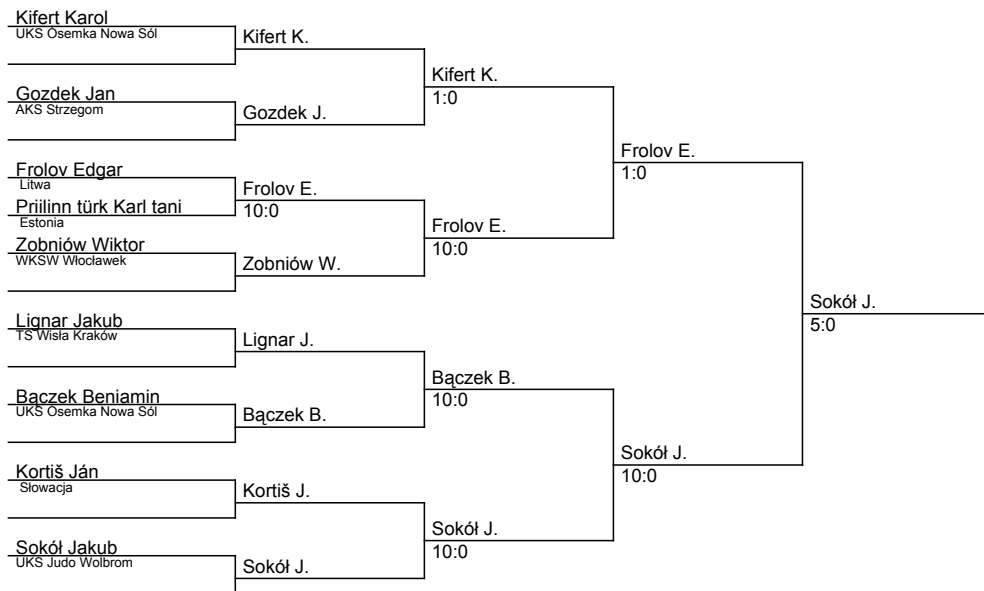 Kifert Karol
UKS Ósemka Nowa Sól
Kifert K.
Kifert K.
1:0
Gozdek Jan
AKS Strzegom
Gozdek J.
Frolov E.
1:0
Frolov Edgar
Litwa
Frolov E.
10:0
Priilinn türk Karl tani
Estonia
Frolov E.
10:0
Zobniów Wiktor
WKSW Włocławek
Zobniów W.
Sokół J.
5:0
Lignar Jakub
TS Wisła Kraków
Lignar J.
Bączek B.
10:0
Bączek Beniamin
UKS Ósemka Nowa Sól
Bączek B.
Sokół J.
10:0
Kortiš Ján
Słowacja
Kortiš J.
Sokół J.
10:0
Sokół Jakub
UKS Judo Wolbrom
Sokół J.